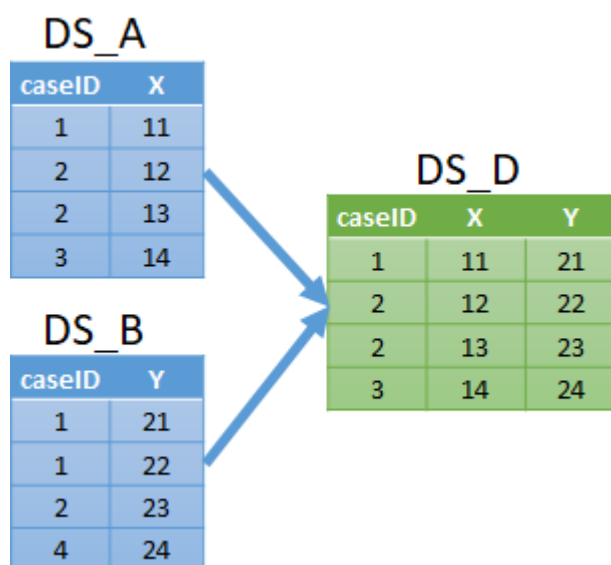 DS_A
caseID X
1 11
2 12
2 13
3 14
DS_B
caseID Y
1 21
1 22
2 23
4 24
DS_D
caseID X Y
1 11 21
2 12 22
2 13 23
3 14 24